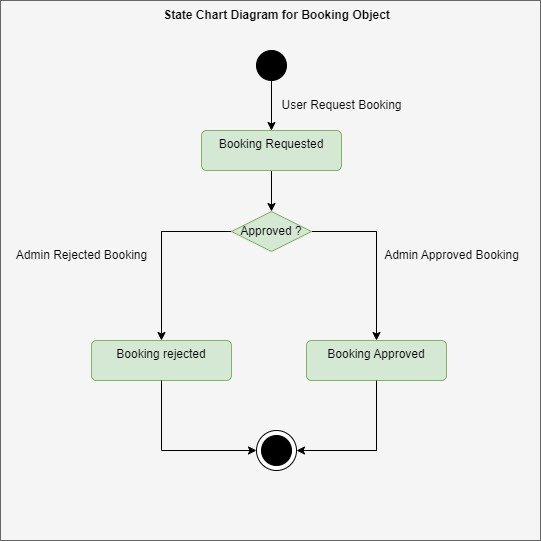 State Chart Diagram for Booking Object
User Request Booking
Booking Requested
Approved ?
Admin Rejected Booking
Admin Approved Booking
Booking rejected
Booking Approved